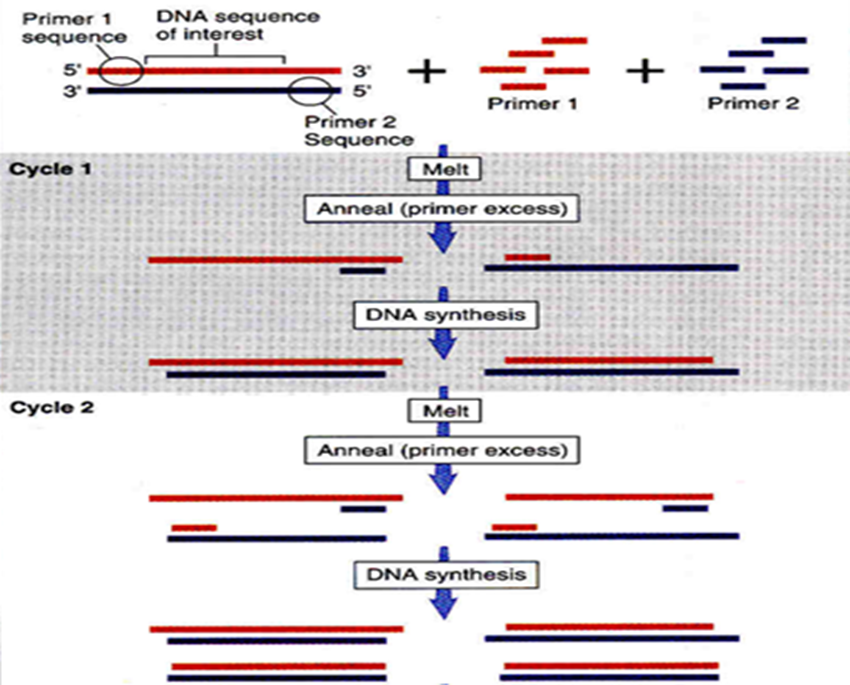 Primer 1
sequence
DNA sequence
of interest
5' 3'
3' 5'
Primer 2
Sequence
+
+
Primer 1
Primer 2
Cycle 1
Melt
Anneal (primer excess)
DNA synthesis
Cycle 2
Melt
Anneal (primer excess)
DNA synthesis